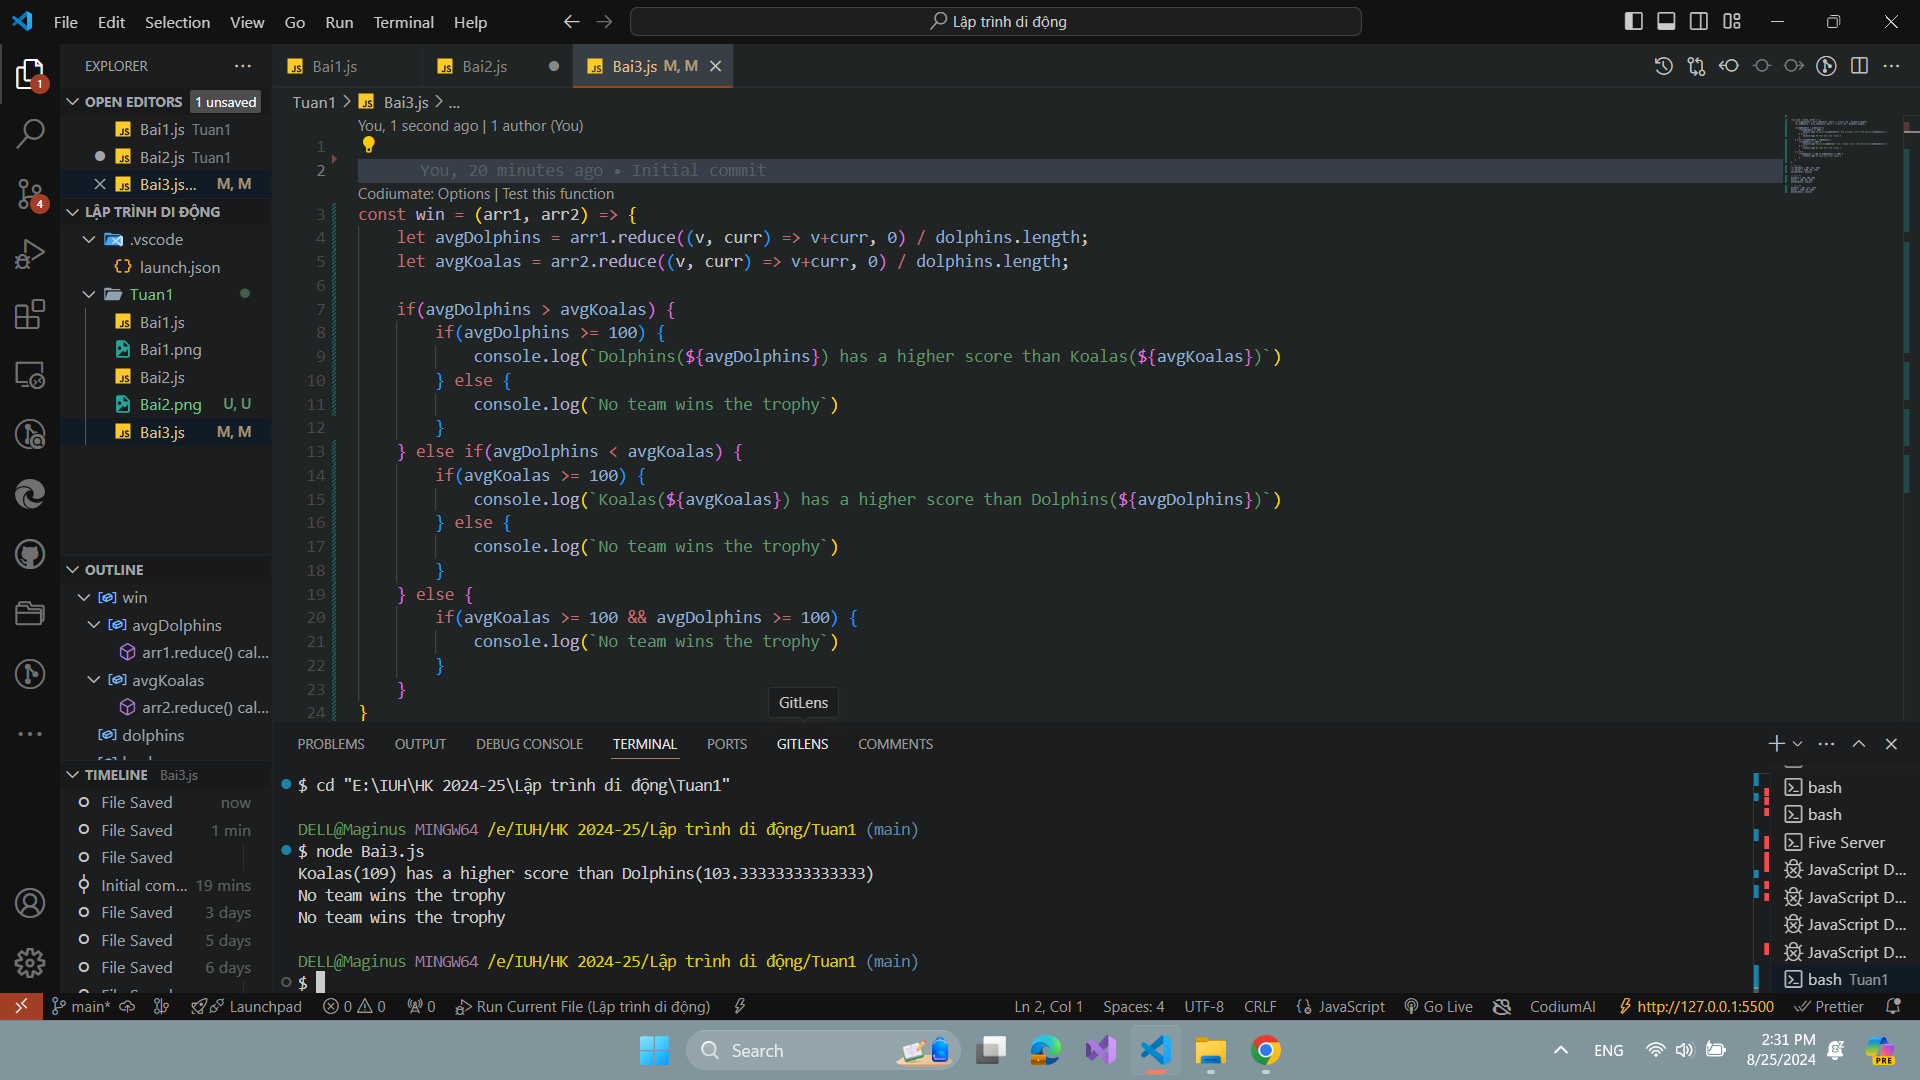 File Edit Selection View Go Run Terminal Help
Lập trình di động
EXPLORER
OPEN EDITORS 1 unsaved
Bai1.js Tuan1
Bai2.js Tuan1
Bai3.js... M, M
LẬP TRÌNH DI ĐỘNG
.vscode
launch.json
Tuan1
Bai1.js
Bai1.png
Bai2.js
Bai2.png U, U
Bai3.js M, M
OUTLINE
win
avgDolphins
arr1.reduce() cal...
avgKoalas
arr2.reduce() cal...
dolphins
TIMELINE Bai3.js
File Saved now
File Saved 1 min
File Saved
Initial com... 19 mins
File Saved 3 days
File Saved 5 days
File Saved 6 days
1
4
Bai1.js
Bai2.js
Bai3.js M, M
Tuan1 > Bai3.js > ...
You, 1 second ago | 1 author (You)
1
2 You, 20 minutes ago • Initial commit
Codiumate: Options | Test this function
3 const win = (arr1, arr2) => {
4 let avgDolphins = arr1.reduce((v, curr) => v+curr, 0) / dolphins.length;
5 let avgKoalas = arr2.reduce((v, curr) => v+curr, 0) / dolphins.length;
6
7 if(avgDolphins > avgKoalas) {
8 if(avgDolphins >= 100) {
9 console.log(`Dolphins(${avgDolphins}) has a higher score than Koalas(${avgKoalas})`)
10 } else {
11 console.log(`No team wins the trophy`)
12 }
13 } else if(avgDolphins < avgKoalas) {
14 if(avgKoalas >= 100) {
15 console.log(`Koalas(${avgKoalas}) has a higher score than Dolphins(${avgDolphins})`)
16 } else {
17 console.log(`No team wins the trophy`)
18 }
19 } else {
20 if(avgKoalas >= 100 && avgDolphins >= 100) {
21 console.log(`No team wins the trophy`)
22 }
23 }
24 }
GitLens
PROBLEMS OUTPUT DEBUG CONSOLE TERMINAL PORTS GITLENS COMMENTS
$ cd "E:\IUH\HK 2024-25\Lập trình di động\Tuan1"
DELL@Maginus MINGW64 /e/IUH/HK 2024-25/Lập trình di động/Tuan1 (main)
$ node Bai3.js
Koalas(109) has a higher score than Dolphins(103.33333333333333)
No team wins the trophy
No team wins the trophy
DELL@Maginus MINGW64 /e/IUH/HK 2024-25/Lập trình di động/Tuan1 (main)
$
bash
bash
Five Server
JavaScript D...
JavaScript D...
JavaScript D...
JavaScript D...
bash Tuan1
main* Launchpad 0 0 0 Run Current File (Lập trình di động) Ln 2, Col 1 Spaces: 4 UTF-8 CRLF {} JavaScript Go Live CodiumAI http://127.0.0.1:5500 Prettier
Search
ENG
2:31 PM
8/25/2024
PRE